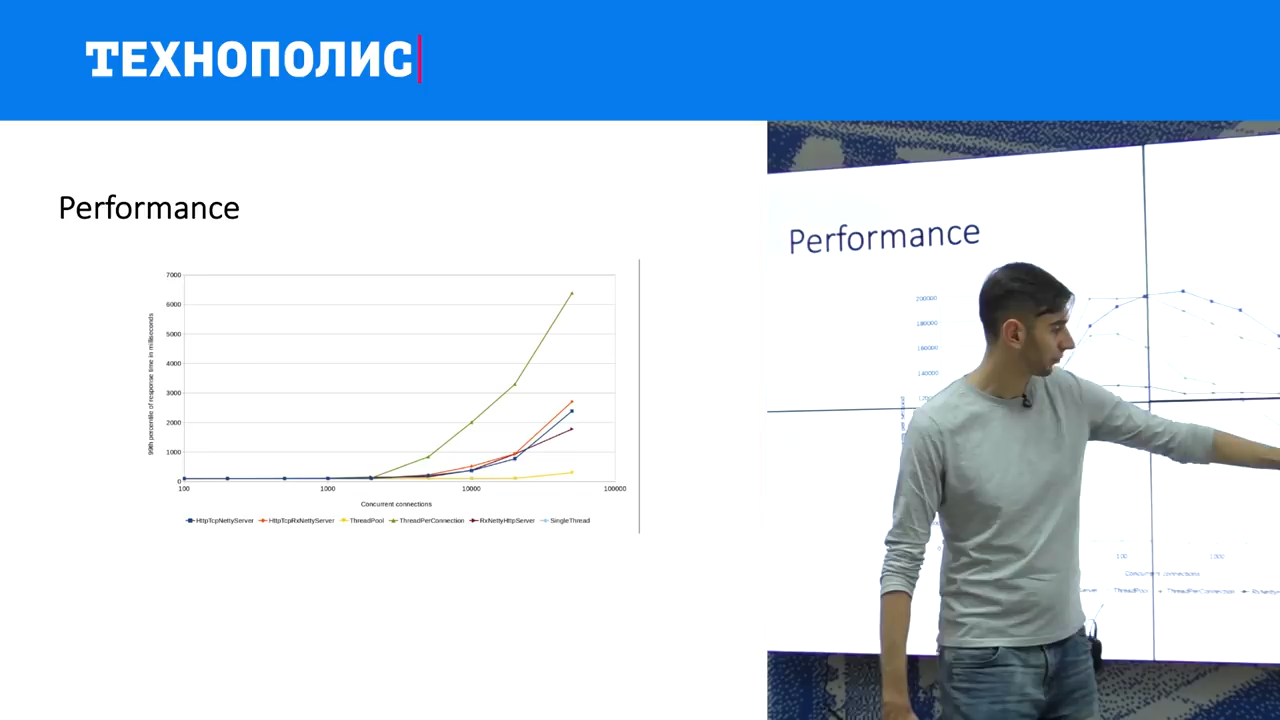 ТЕХНОПОЛИС
Performance
7000
6000
5000
4000
3000
2000
1000
0
99th percentile of response time in milliseconds
100
1000
10000
100000
Concurrent connections
HttpTcpNettyServer
HttpTcpRxNettyServer
ThreadPool
ThreadPerConnection
RxNettyHttpServer
SingleThread
Performance
200000
180000
160000
140000
100
1000
Concurrent connections
ThreadPool
ThreadPerConnection